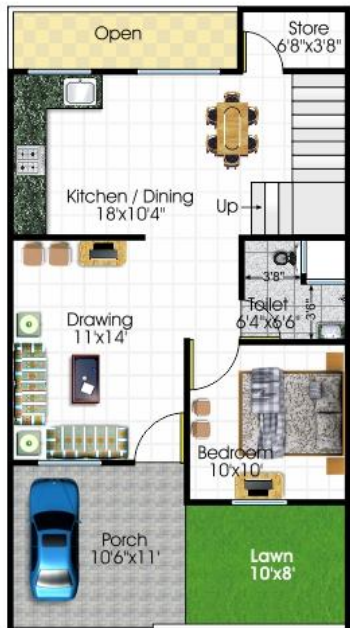 Open
Store
6'8"x3'8"
Kitchen / Dining
18'x10'4"
Up
3'8"
Toilet
6'4"x6'6"
3'6"
Drawing
11'x14'
Bedroom
10'x10'
Porch
10'6"x11'
Lawn
10'x8'